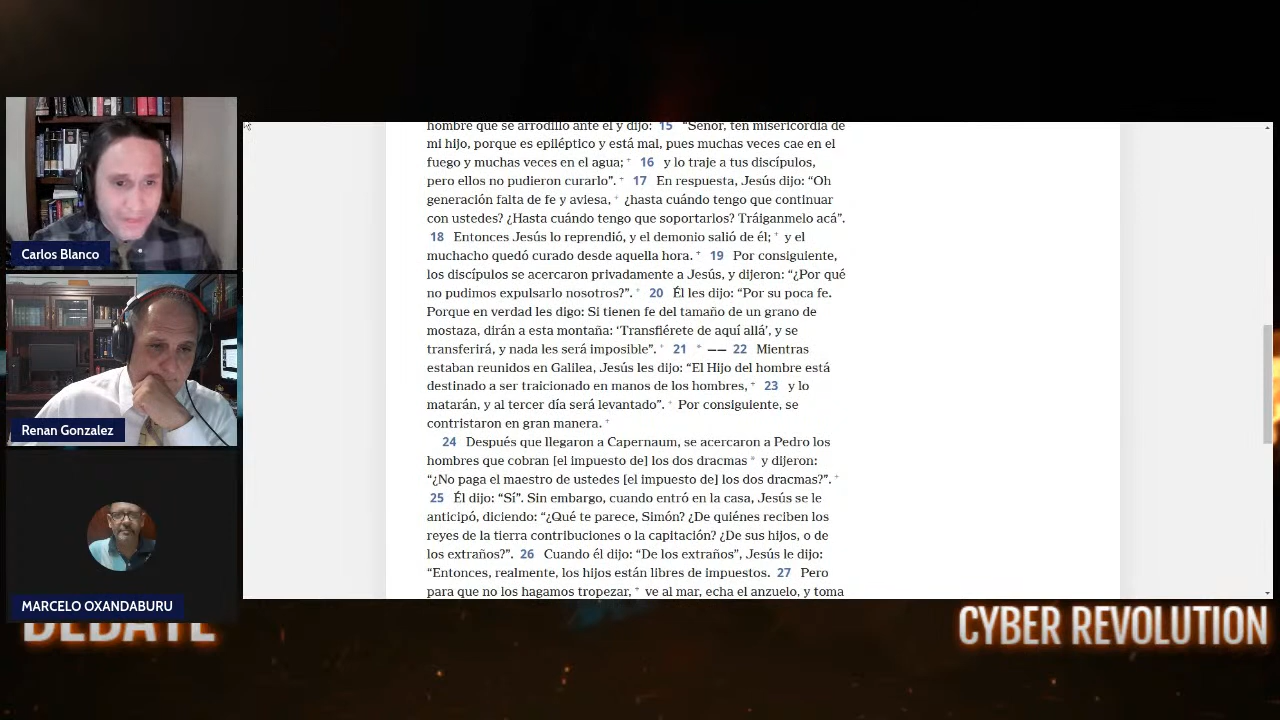 Carlos Blanco
Renan Gonzalez
MARCELO OXANDABURU
hombre que se arrodilló ante él y dijo: 15 “Señor, ten misericordia de
mi hijo, porque es epiléptico y está mal, pues muchas veces cae en el
fuego y muchas veces en el agua; + 16 y lo traje a tus discípulos,
pero ellos no pudieron curarlo”. + 17 En respuesta, Jesús dijo: “Oh
generación falta de fe y aviesa, + ¿hasta cuándo tengo que continuar
con ustedes? ¿Hasta cuándo tengo que soportarlos? Tráiganmelo acá”.
18 Entonces Jesús lo reprendió, y el demonio salió de él; + y el
muchacho quedó curado desde aquella hora. + 19 Por consiguiente,
los discípulos se acercaron privadamente a Jesús, y dijeron: “¿Por qué
no pudimos expulsarlo nosotros?”. + 20 Él les dijo: “Por su poca fe.
Porque en verdad les digo: Si tienen fe del tamaño de un grano de
mostaza, dirán a esta montaña: ‘Transfiérete de aquí allá’, y se
transferirá, y nada les será imposible”. + 21 * —— 22 Mientras
estaban reunidos en Galilea, Jesús les dijo: “El Hijo del hombre está
destinado a ser traicionado en manos de los hombres, + 23 y lo
matarán, y al tercer día será levantado”. + Por consiguiente, se
contristaron en gran manera. +
24 Después que llegaron a Capernaum, se acercaron a Pedro los
hombres que cobran [el impuesto de] los dos dracmas * y dijeron:
“¿No paga el maestro de ustedes [el impuesto de] los dos dracmas?”. +
25 Él dijo: “Sí”. Sin embargo, cuando entró en la casa, Jesús se le
anticipó, diciendo: “¿Qué te parece, Simón? ¿De quiénes reciben los
reyes de la tierra contribuciones o la capitación? ¿De sus hijos, o de
los extraños?”. 26 Cuando él dijo: “De los extraños”, Jesús le dijo:
“Entonces, realmente, los hijos están libres de impuestos. 27 Pero
para que no los hagamos tropezar, + ve al mar, echa el anzuelo, y toma
DEBATE
CYBER REVOLUTION